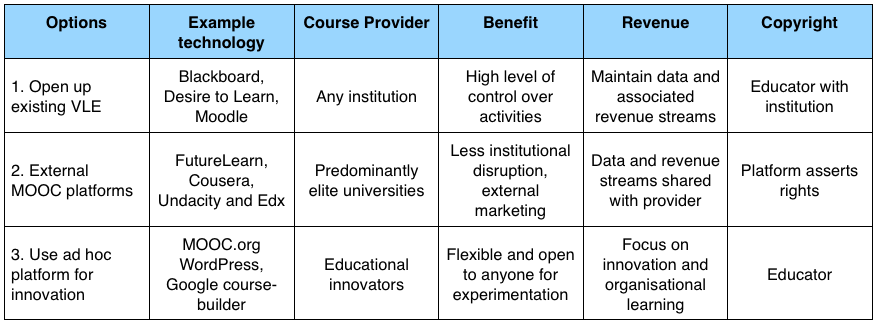 Options
Example
technology
Course Provider
Benefit
Revenue
Copyright
1. Open up
existing VLE
Blackboard,
Desire to Learn,
Moodle
Any institution
High level of
control over
activities
Maintain data and
associated
revenue streams
Educator with
institution
2. External
MOOC platforms
FutureLearn,
Cousera,
Undacity and Edx
Predominantly
elite universities
Less institutional
disruption,
external
marketing
Data and revenue
streams shared
with provider
Platform asserts
rights
3. Use ad hoc
platform for
innovation
MOOC.org
WordPress,
Google course-
builder
Educational
innovators
Flexible and open
to anyone for
experimentation
Focus on
innovation and
organisational
learning
Educator